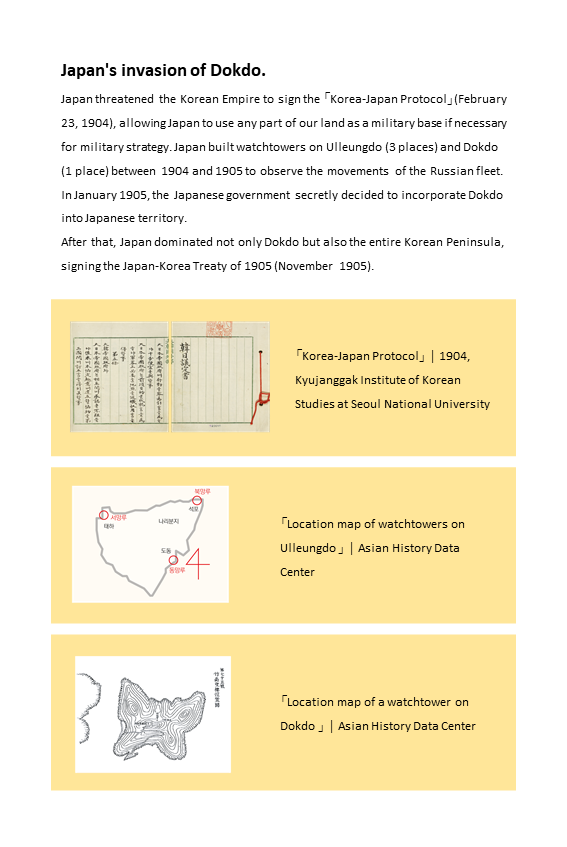 Japan's invasion of Dokdo.
Japan threatened the Korean Empire to sign the「Korea-Japan Protocol」(February
23, 1904), allowing Japan to use any part of our land as a military base if necessary
for military strategy. Japan built watchtowers on Ulleungdo (3 places) and Dokdo
(1 place) between 1904 and 1905 to observe the movements of the Russian fleet.
In January 1905, the Japanese government secretly decided to incorporate Dokdo
into Japanese territory.
After that, Japan dominated not only Dokdo but also the entire Korean Peninsula,
signing the Japan-Korea Treaty of 1905 (November 1905).
韓日議定書
「Korea-Japan Protocol」 | 1904,
Kyujanggak Institute of Korean
Studies at Seoul National University
북망루
석포
서망루
태하
나리분지
도동
동망루
「Location map of watchtowers on
Ulleungdo 」 | Asian History Data
Center
「Location map of a watchtower on
Dokdo 」 | Asian History Data Center